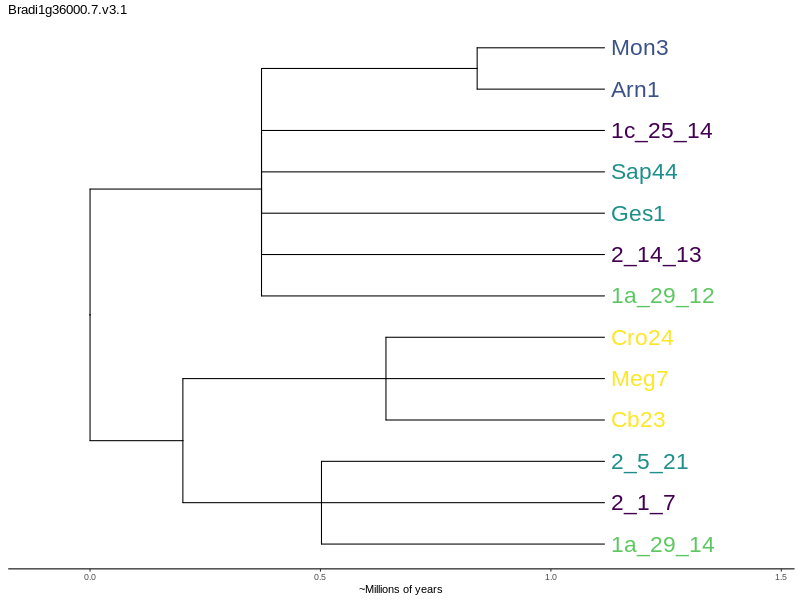 Bradi1g36000.7.v3.1
Mon3
Arn1
1c_25_14
Sap44
Ges1
2_14_13
1a_29_12
Cro24
Meg7
Cb23
2_5_21
2_1_7
1a_29_14
0.0 0.5 1.0 1.5
~Millions of years